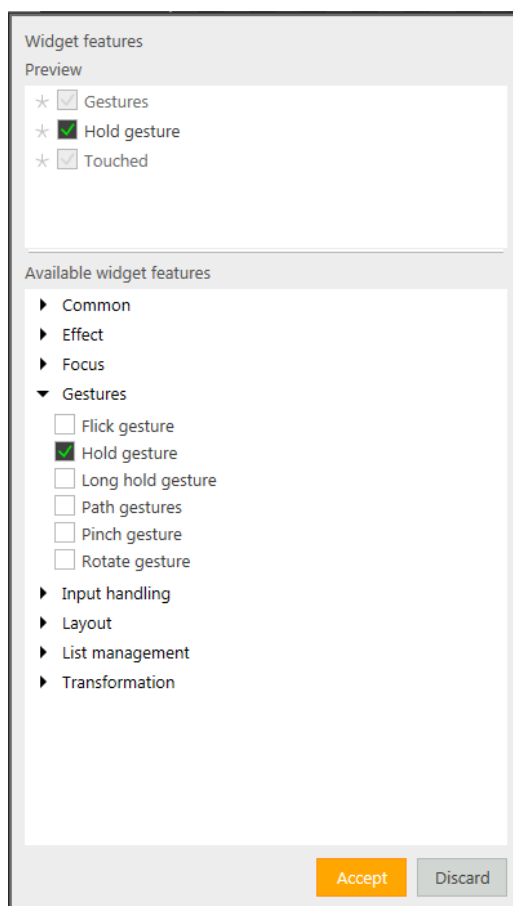 Widget features
Preview
Gestures
Hold gesture
Touched
Available widget features
Common
Effect
Focus
Gestures
Flick gesture
Hold gesture
Long hold gesture
Path gestures
Pinch gesture
Rotate gesture
Input handling
Layout
List management
Transformation
Accept Discard